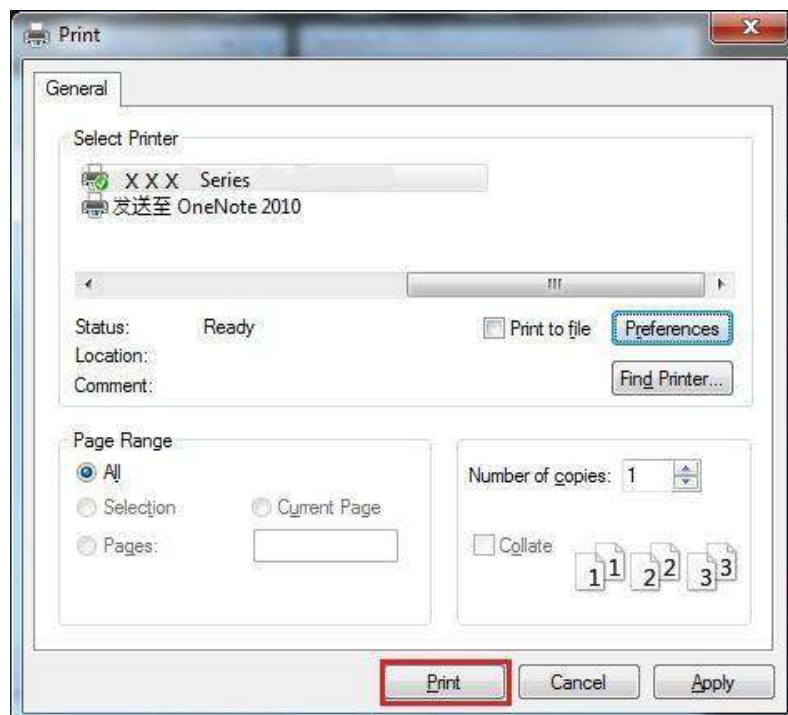 Print
General
Select Printer
X X X Series
发送至 OneNote 2010
Status: Ready
Print to file
Preferences
Location:
Comment:
Find Printer...
Page Range
All
Selection
Current Page
Pages:
Number of copies: 1
Collate
1 1 2 2 3 3
Print
Cancel
Apply